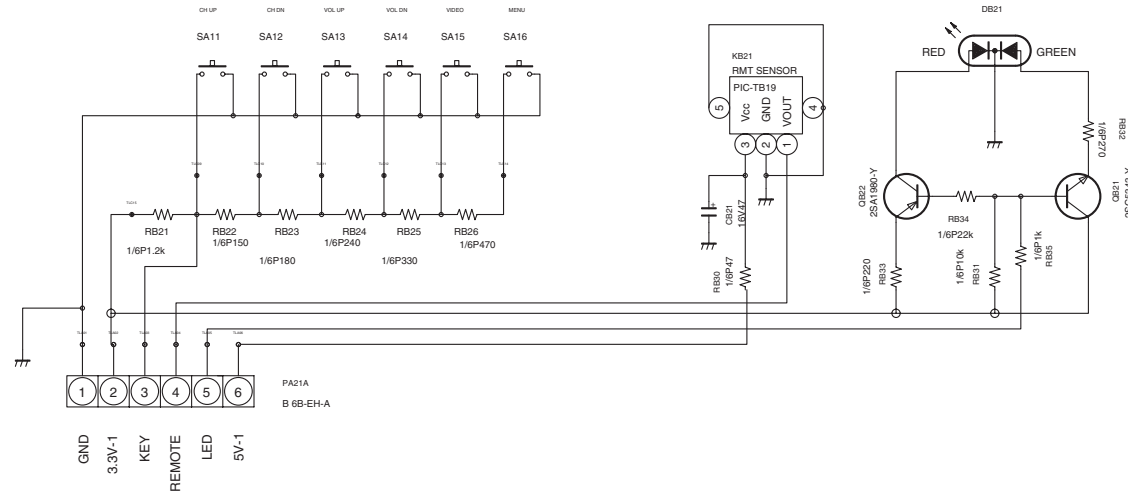 CH UP
CH DN
VOL UP
VOL DN
VIDEO
MENU
SA11
SA12
SA13
SA14
SA15
SA16
KB21
RMT SENSOR
PIC-TB19
5
4
Vcc
GND
VOUT
3
2
1
CB21
16V47
RB30
1/6P47
DB21
RED
GREEN
RB32
1/6P270
QB22
2SA1980-Y
QB21
RB34
1/6P22k
1/6P220
RB33
1/6P10k
RB31
1/6P1k
RB35
RB21
RB22
RB23
RB24
RB25
RB26
1/6P1.2k
1/6P150
1/6P180
1/6P240
1/6P330
1/6P470
1
2
3
4
5
6
PA21A
B 6B-EH-A
GND
3.3V-1
KEY
REMOTE
LED
5V-1